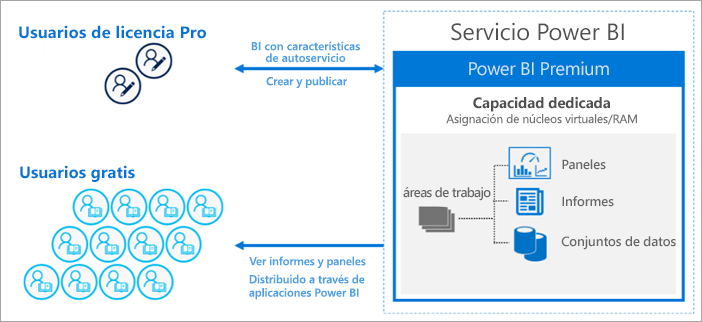 Usuarios de licencia Pro
BI con características
de autoservicio
Crear y publicar
Usuarios gratis
Ver informes y paneles
Distribuido a través de
aplicaciones Power BI
Servicio Power BI
Power BI Premium
Capacidad dedicada
Asignación de núcleos virtuales/RAM
áreas de trabajo
Paneles
Informes
Conjuntos de datos